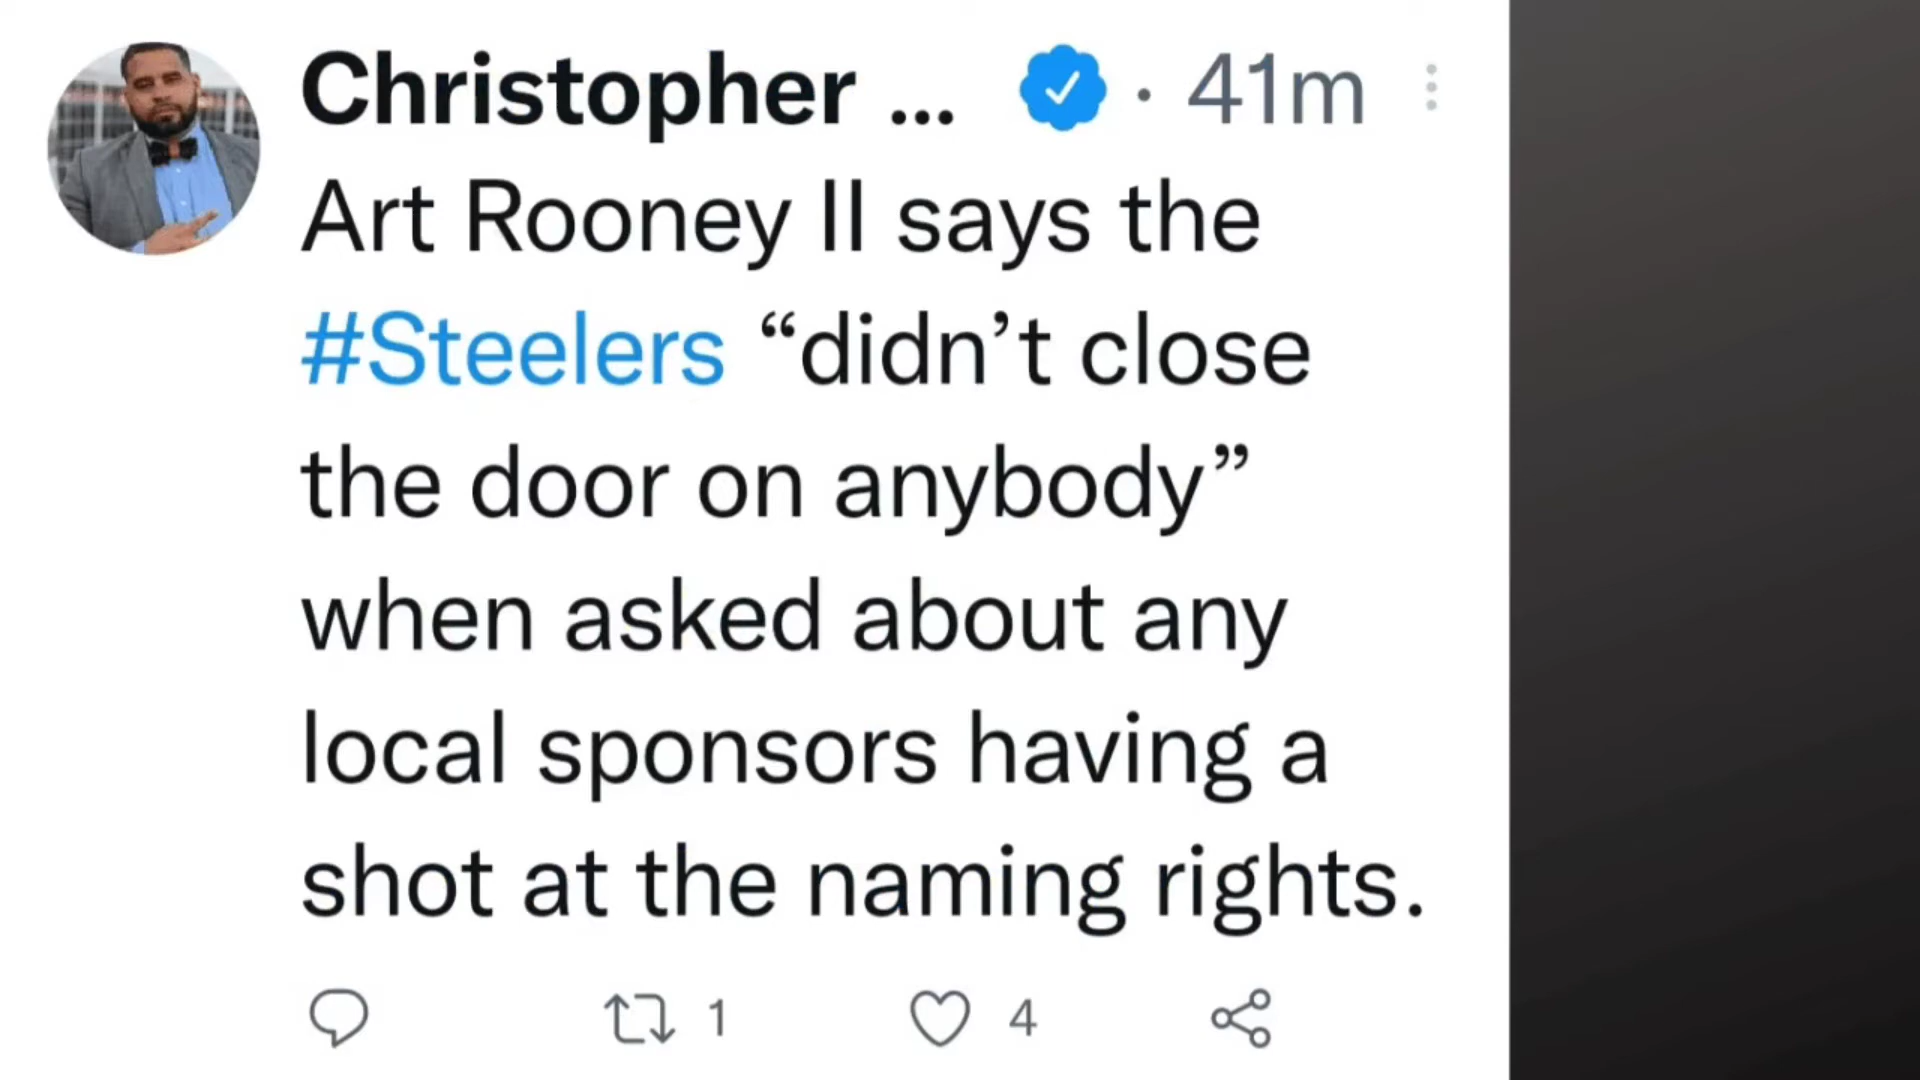 Christopher ... · 41m
Art Rooney II says the
#Steelers “didn’t close
the door on anybody”
when asked about any
local sponsors having a
shot at the naming rights.
1 4